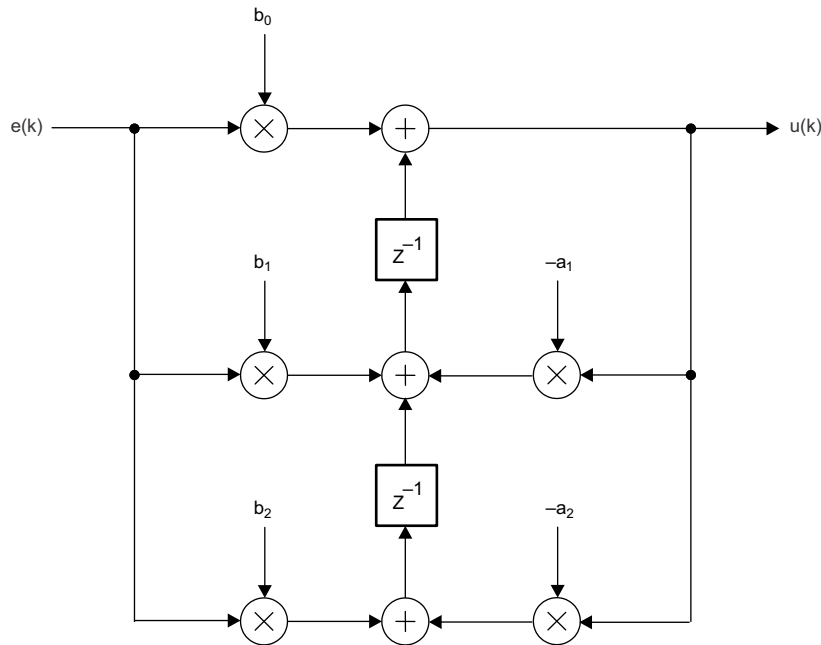 b₀
e(k)
u(k)
z⁻¹
b₁
–a₁
z⁻¹
b₂
–a₂